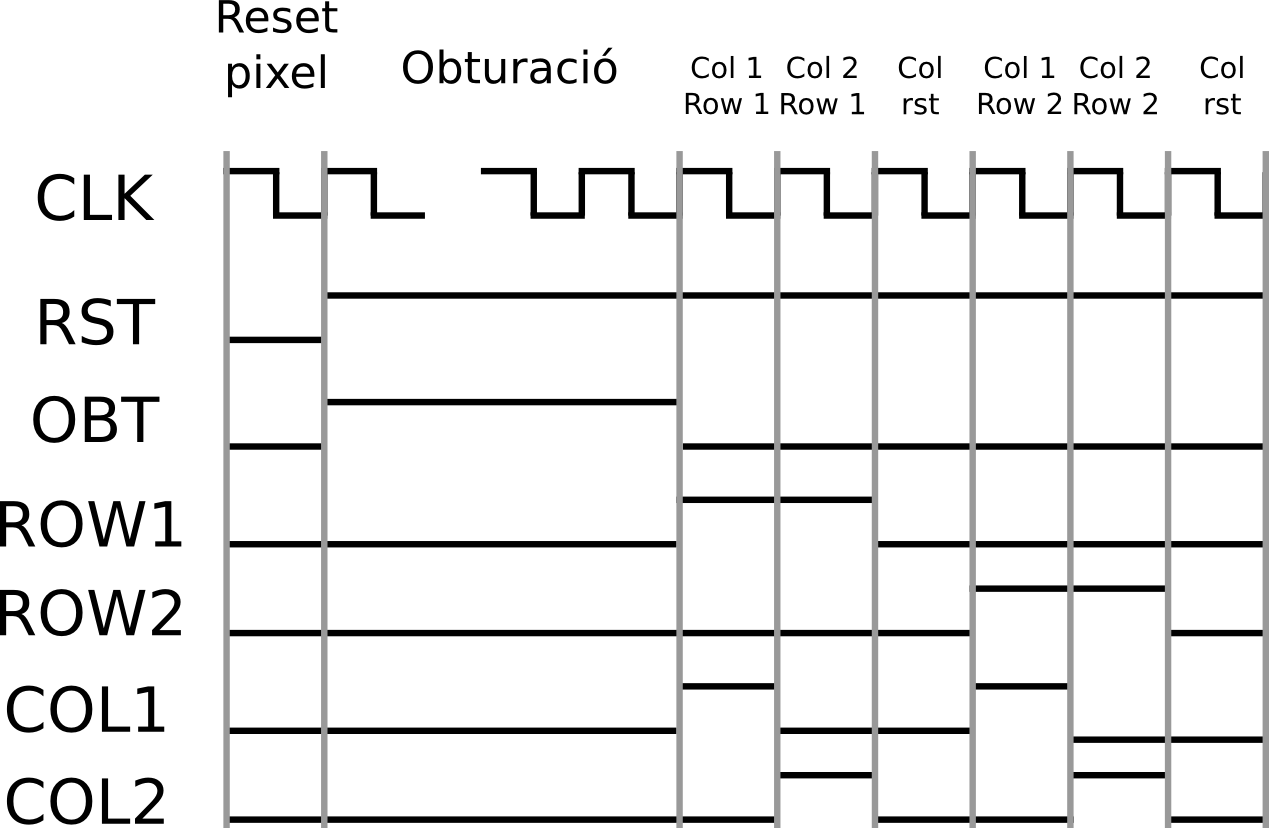 Reset
pixel
Obturació
Col 1
Row 1
Col 2
Row 1
Col
rst
Col 1
Row 2
Col 2
Row 2
Col
rst
CLK
RST
OBT
ROW1
ROW2
COL1
COL2